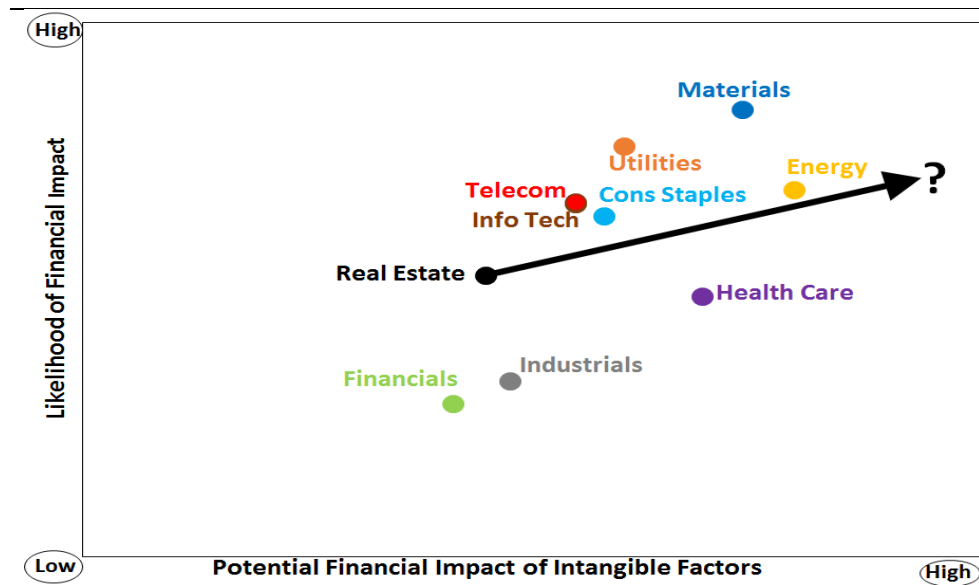 High
Materials
Utilities
Energy
?
Telecom
Cons Staples
Info Tech
Real Estate
Health Care
Industrials
Financials
Likelihood of Financial Impact
Low
Potential Financial Impact of Intangible Factors
High